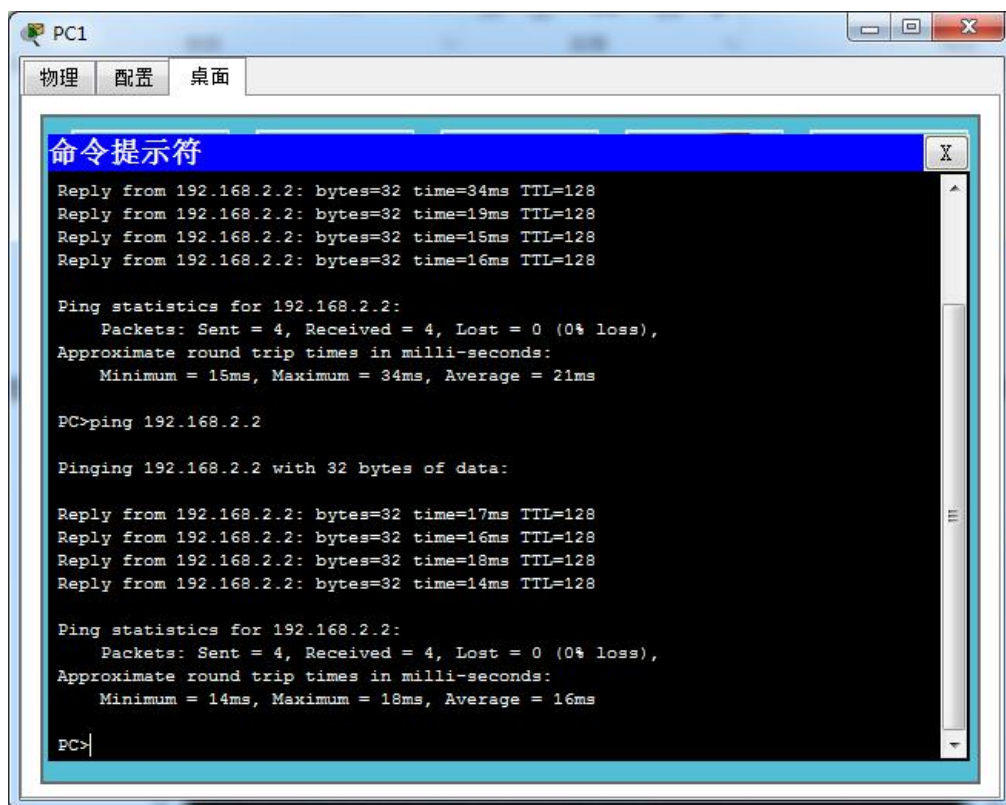 PC1
物理 配置 桌面
命令提示符 X
Reply from 192.168.2.2: bytes=32 time=34ms TTL=128
Reply from 192.168.2.2: bytes=32 time=19ms TTL=128
Reply from 192.168.2.2: bytes=32 time=15ms TTL=128
Reply from 192.168.2.2: bytes=32 time=16ms TTL=128
Ping statistics for 192.168.2.2:
Packets: Sent = 4, Received = 4, Lost = 0 (0% loss),
Approximate round trip times in milli-seconds:
Minimum = 15ms, Maximum = 34ms, Average = 21ms
PC>ping 192.168.2.2
Pinging 192.168.2.2 with 32 bytes of data:
Reply from 192.168.2.2: bytes=32 time=17ms TTL=128
Reply from 192.168.2.2: bytes=32 time=16ms TTL=128
Reply from 192.168.2.2: bytes=32 time=18ms TTL=128
Reply from 192.168.2.2: bytes=32 time=14ms TTL=128
Ping statistics for 192.168.2.2:
Packets: Sent = 4, Received = 4, Lost = 0 (0% loss),
Approximate round trip times in milli-seconds:
Minimum = 14ms, Maximum = 18ms, Average = 16ms
PC>